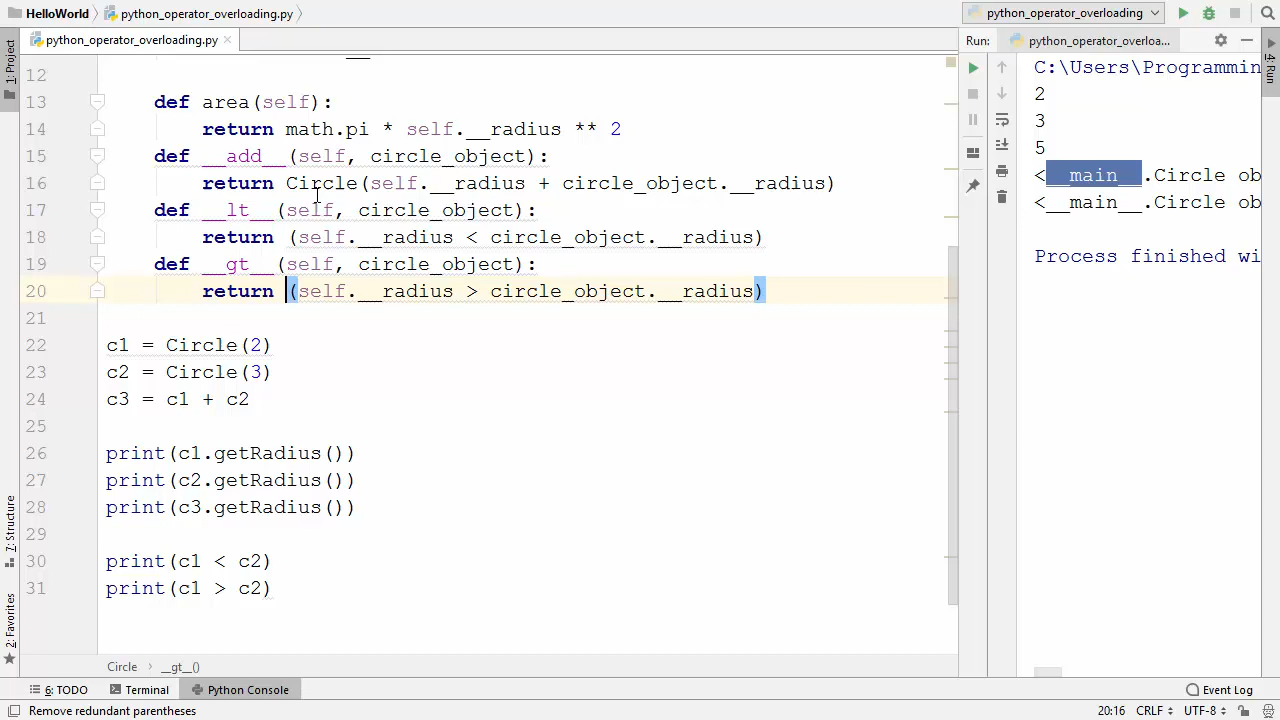 HelloWorld
python_operator_overloading.py
python_operator_overloading
python_operator_overloading.py
Run:
python_operator_overloa...
1: Project
4: Run
12
13 def area(self):
14 return math.pi * self.__radius ** 2
15 def __add__(self, circle_object):
16 return Circle(self.__radius + circle_object.__radius)
17 def __lt__(self, circle_object):
18 return (self.__radius < circle_object.__radius)
19 def __gt__(self, circle_object):
20 return (self.__radius > circle_object.__radius)
21
22 c1 = Circle(2)
23 c2 = Circle(3)
24 c3 = c1 + c2
25
26 print(c1.getRadius())
27 print(c2.getRadius())
28 print(c3.getRadius())
29
30 print(c1 < c2)
31 print(c1 > c2)
C:\Users\Programmin
2
3
5
<__main__.Circle ob
<__main__.Circle ob
Process finished wi
7: Structure
2: Favorites
Circle > __gt__()
6: TODO
Terminal
Python Console
Event Log
Remove redundant parentheses
20:16 CRLF UTF-8